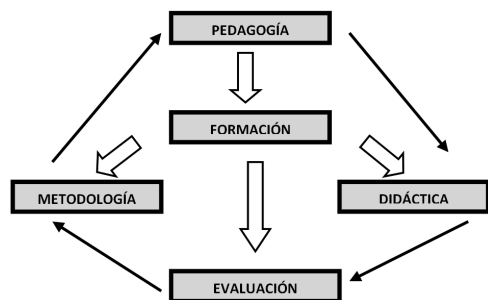 PEDAGOGÍA
FORMACIÓN
METODOLOGÍA
DIDÁCTICA
EVALUACIÓN